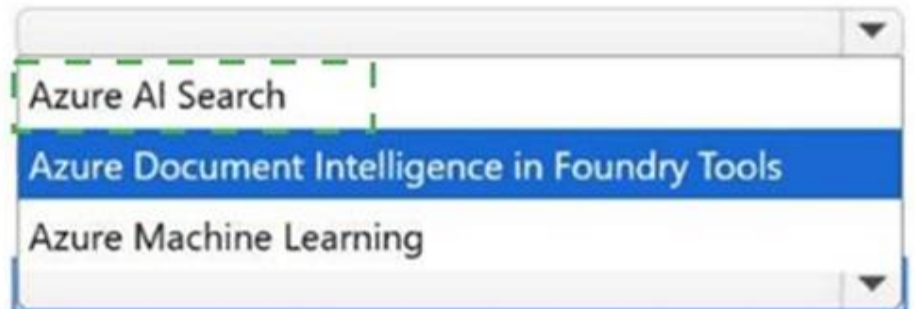 Azure AI Search
Azure Document Intelligence in Foundry Tools
Azure Machine Learning